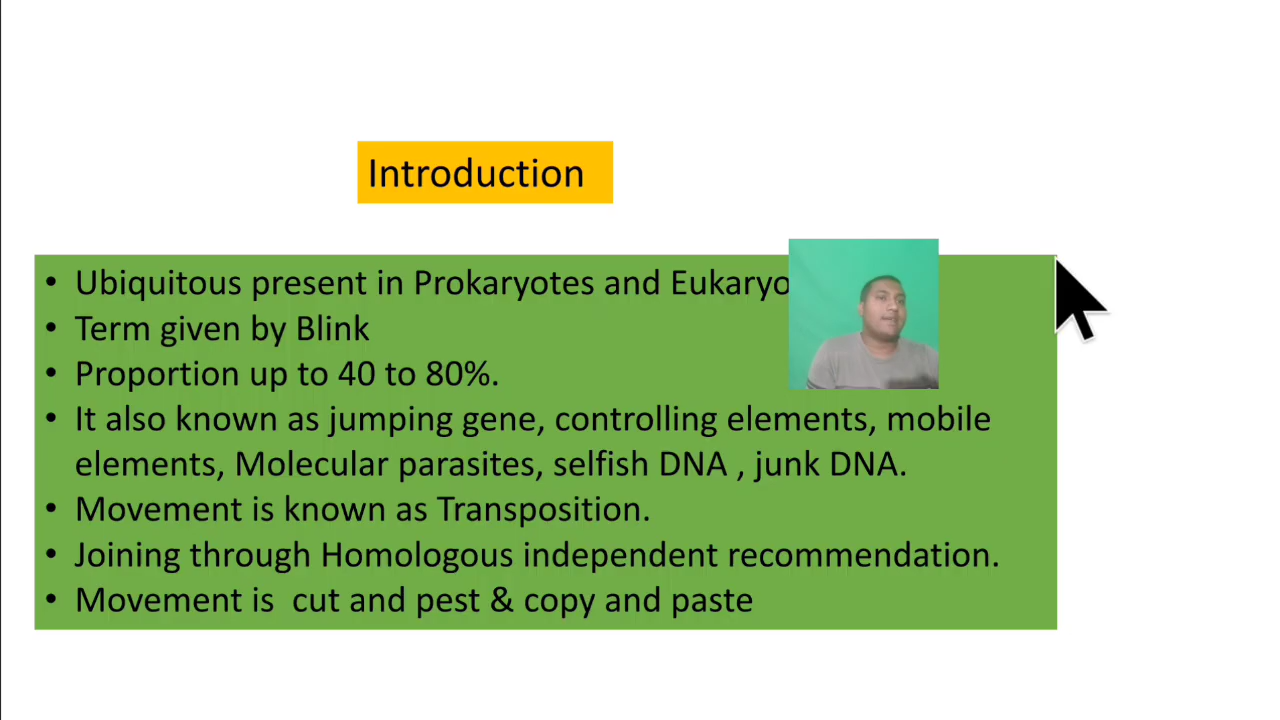 Introduction
• Ubiquitous present in Prokaryotes and Eukaryo
• Term given by Blink
• Proportion up to 40 to 80%.
• It also known as jumping gene, controlling elements, mobile
elements, Molecular parasites, selfish DNA , junk DNA.
• Movement is known as Transposition.
• Joining through Homologous independent recommendation.
• Movement is cut and pest & copy and paste